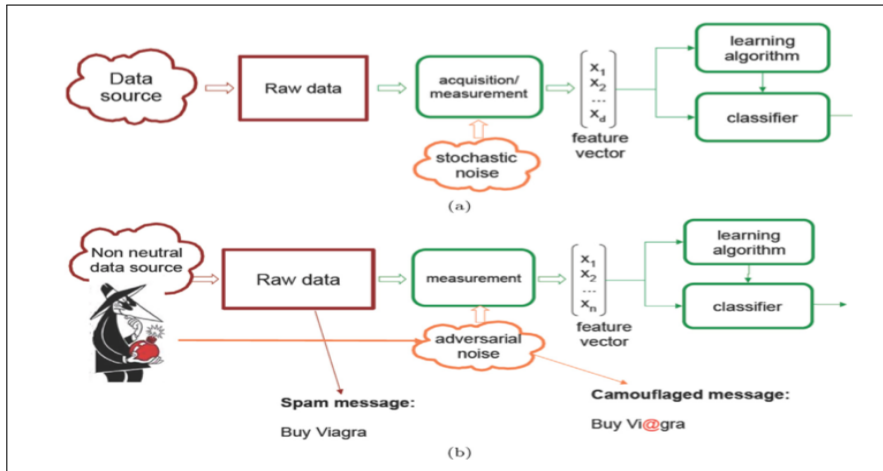 Data
source
Raw data
acquisition/
measurement
x1
x2
...
xd
feature
vector
learning
algorithm
classifier
stochastic
noise
(a)
Non neutral
data source
Raw data
measurement
x1
x2
...
xn
feature
vector
learning
algorithm
classifier
adversarial
noise
Spam message:
Buy Viagra
Camouflaged message:
Buy Vi@gra
(b)